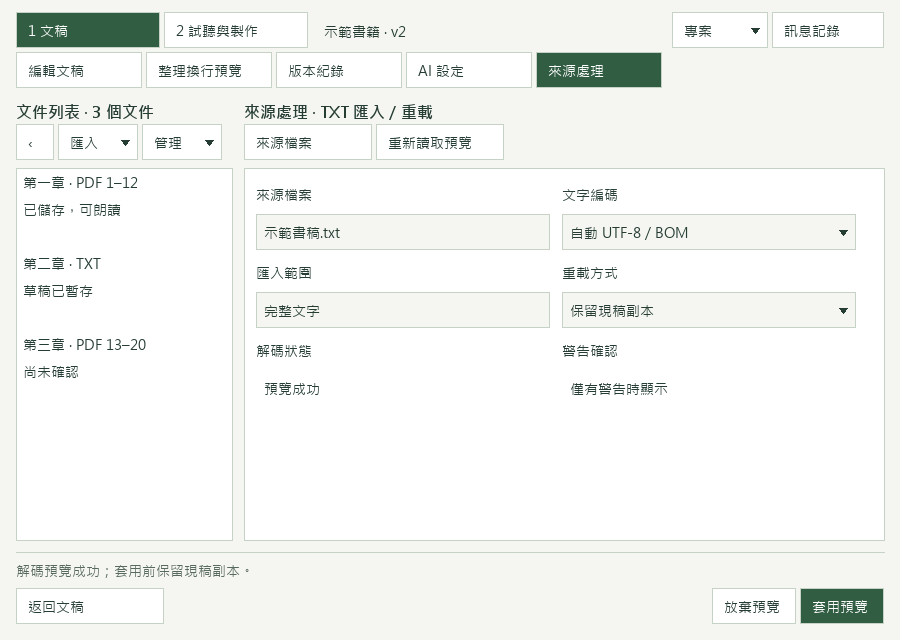 1 文稿
2 試聽與製作
示範書籍 · v2
專案
訊息記錄
編輯文稿
整理換行預覽
版本紀錄
AI 設定
來源處理
文件列表 · 3 個文件
來源處理 · TXT 匯入 / 重載
‹
匯入
管理
來源檔案
重新讀取預覽
第一章 · PDF 1–12
已儲存，可朗讀
第二章 · TXT
草稿已暫存
第三章 · PDF 13–20
尚未確認
來源檔案
文字編碼
示範書稿.txt
自動 UTF-8 / BOM
匯入範圍
重載方式
完整文字
保留現稿副本
解碼狀態
警告確認
預覽成功
僅有警告時顯示
解碼預覽成功；套用前保留現稿副本。
返回文稿
放棄預覽
套用預覽